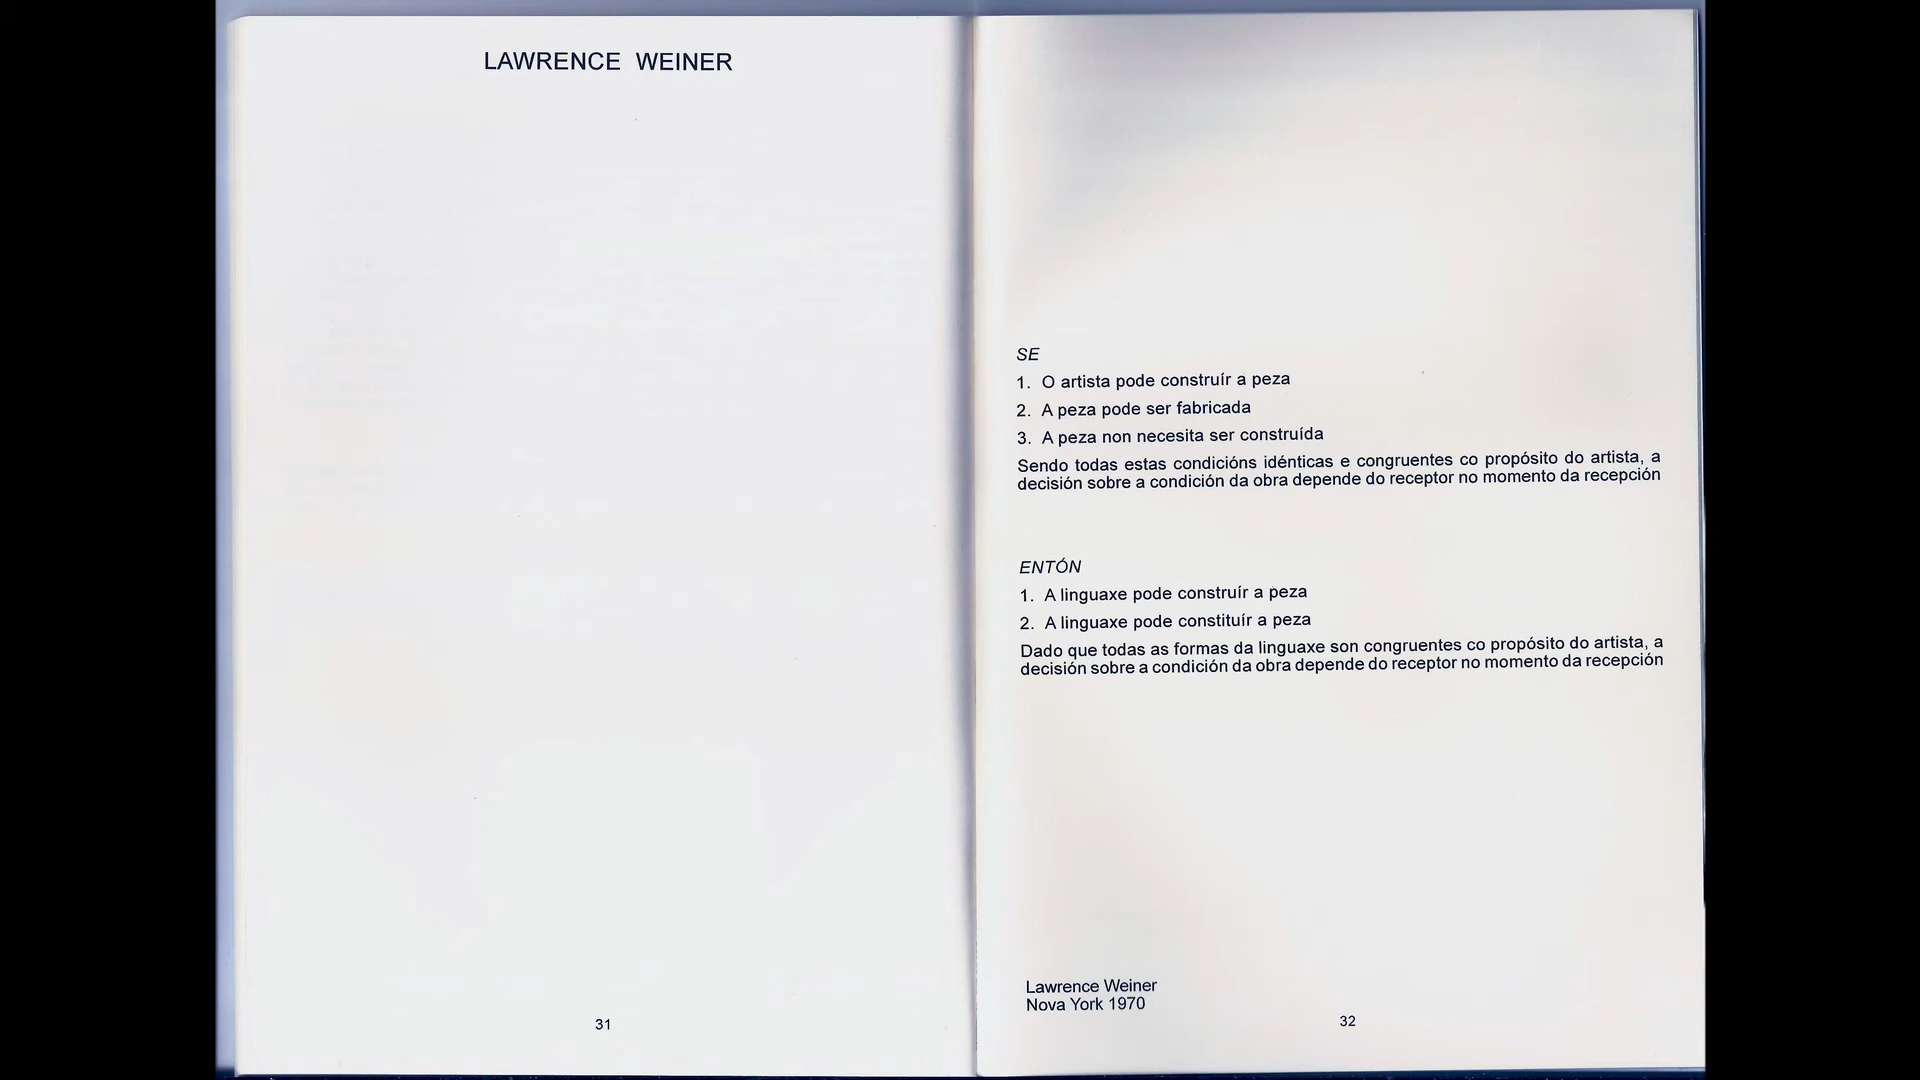 LAWRENCE WEINER
31
SE
1. O artista pode construír a peza
2. A peza pode ser fabricada
3. A peza non necesita ser construída
Sendo todas estas condicións idénticas e congruentes co propósito do artista, a
decisión sobre a condición da obra depende do receptor no momento da recepción
ENTÓN
1. A linguaxe pode construír a peza
2. A linguaxe pode constituír a peza
Dado que todas as formas da linguaxe son congruentes co propósito do artista, a
decisión sobre a condición da obra depende do receptor no momento da recepción
Lawrence Weiner
Nova York 1970
32